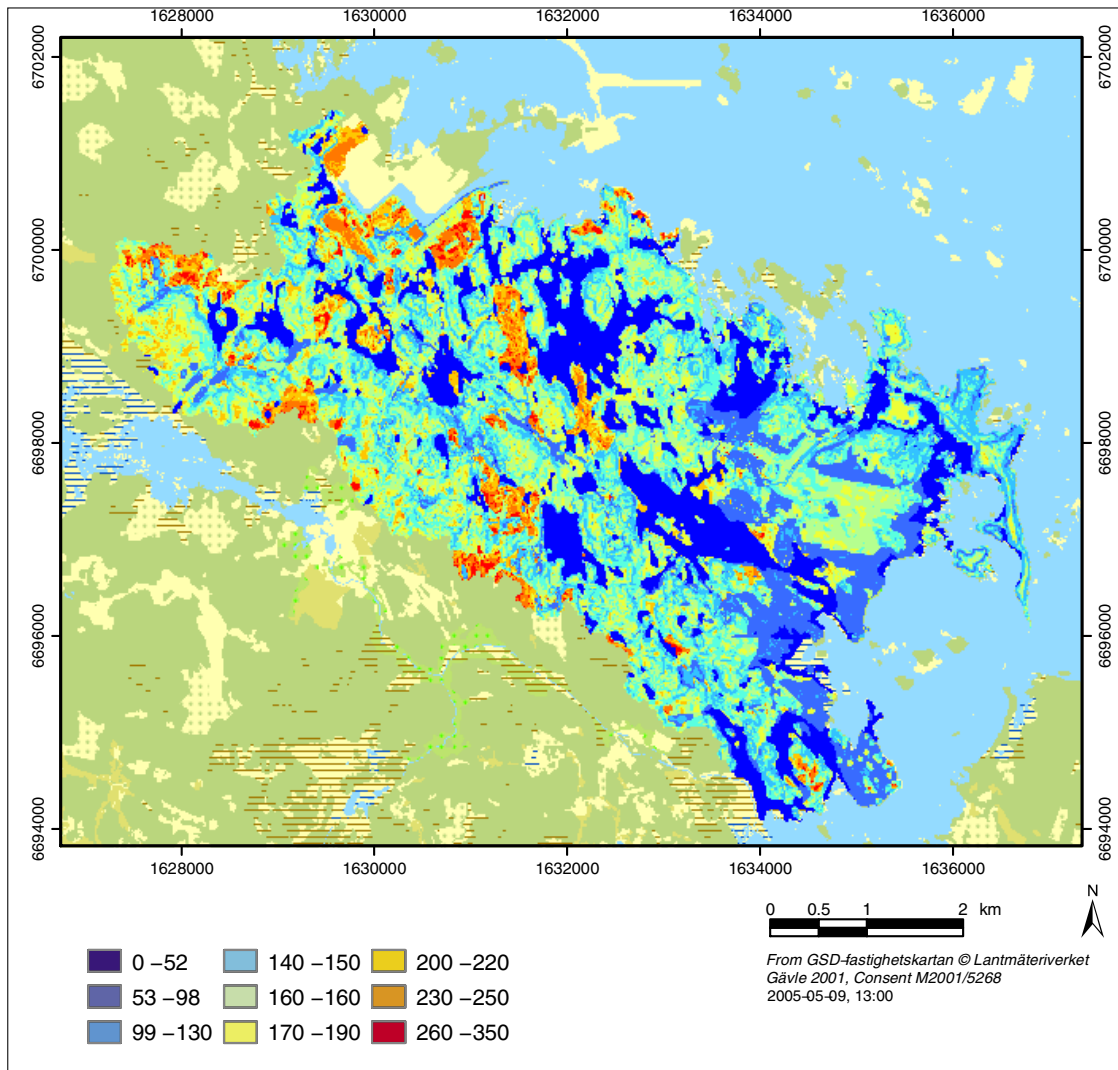 1628000 1630000 1632000 1634000 1636000
6702000 6702000
6700000 6700000
6698000 6698000
6696000 6696000
6694000 6694000
1628000 1630000 1632000 1634000 1636000
N
0 0.5 1 2 km
From GSD-fastighetskartan © Lantmäteriverket
Gävle 2001, Consent M2001/5268
2005-05-09, 13:00
0 –52 140 –150 200 –220
53 –98 160 –160 230 –250
99 –130 170 –190 260 –350